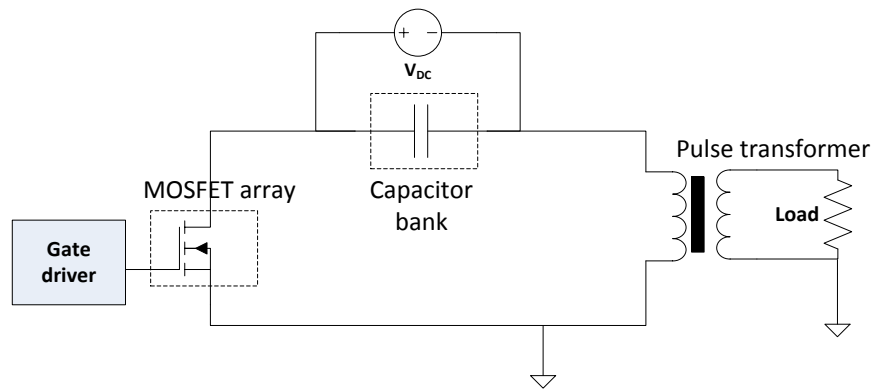 + −
V_DC
Pulse transformer
MOSFET array
Capacitor
bank
Load
Gate
driver